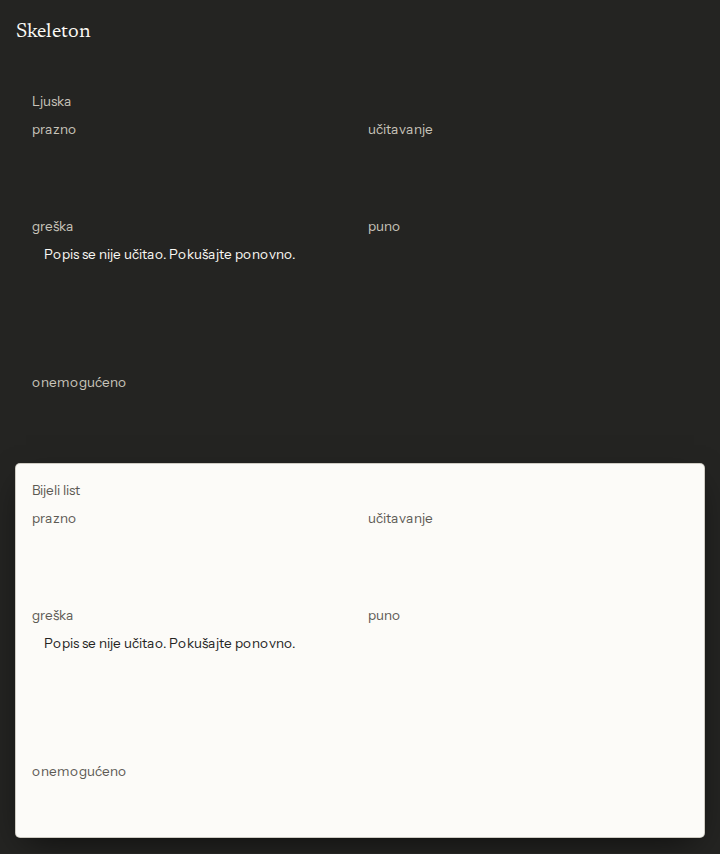 Skeleton
Ljuska
prazno
učitavanje
greška
puno
Popis se nije učitao. Pokušajte ponovno.
onemogućeno
Bijeli list
prazno
učitavanje
greška
puno
Popis se nije učitao. Pokušajte ponovno.
onemogućeno